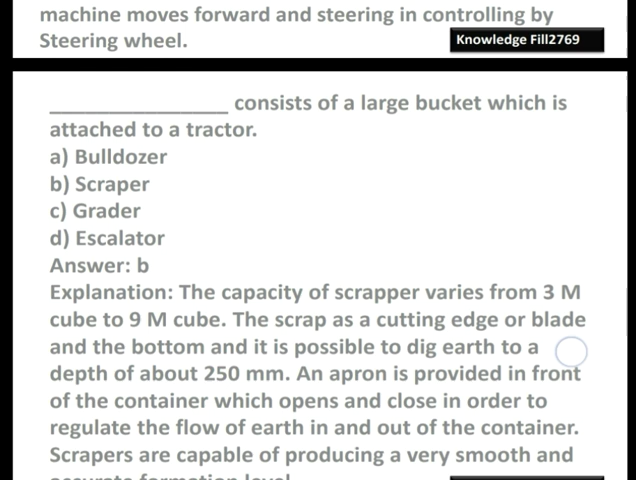 machine moves forward and steering in controlling by
Steering wheel.
Knowledge Fill2769
________________ consists of a large bucket which is
attached to a tractor.
a) Bulldozer
b) Scraper
c) Grader
d) Escalator
Answer: b
Explanation: The capacity of scrapper varies from 3 M
cube to 9 M cube. The scrap as a cutting edge or blade
and the bottom and it is possible to dig earth to a
depth of about 250 mm. An apron is provided in front
of the container which opens and close in order to
regulate the flow of earth in and out of the container.
Scrapers are capable of producing a very smooth and
accurate formation level